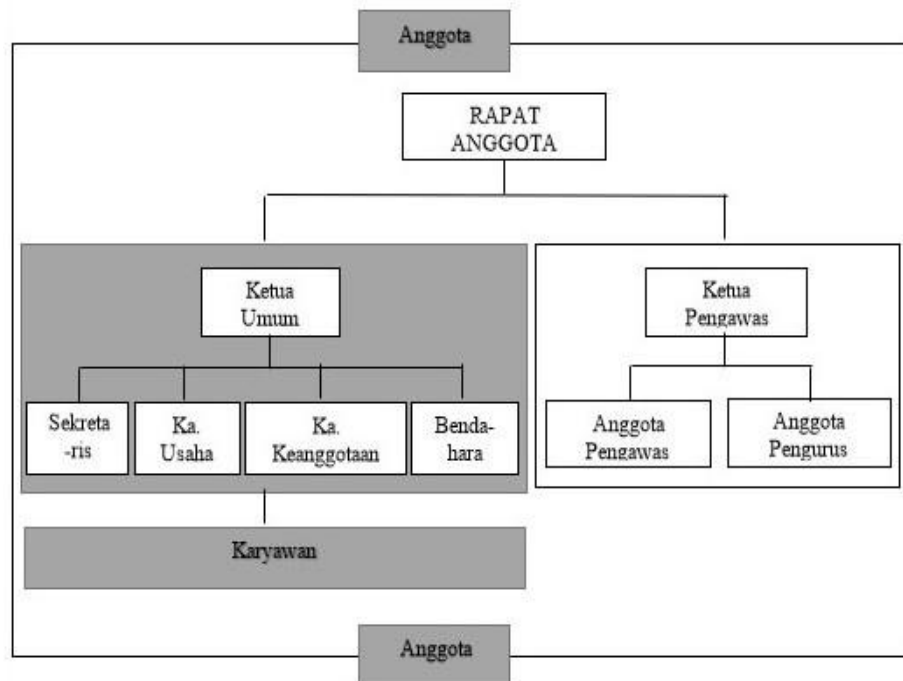 Anggota
RAPAT
ANGGOTA
Ketua
Umum
Sekreta
-ris
Ka.
Usaha
Ka.
Keanggotaan
Benda-
hara
Ketua
Pengawas
Anggota
Pengawas
Anggota
Pengurus
Karyawan
Anggota